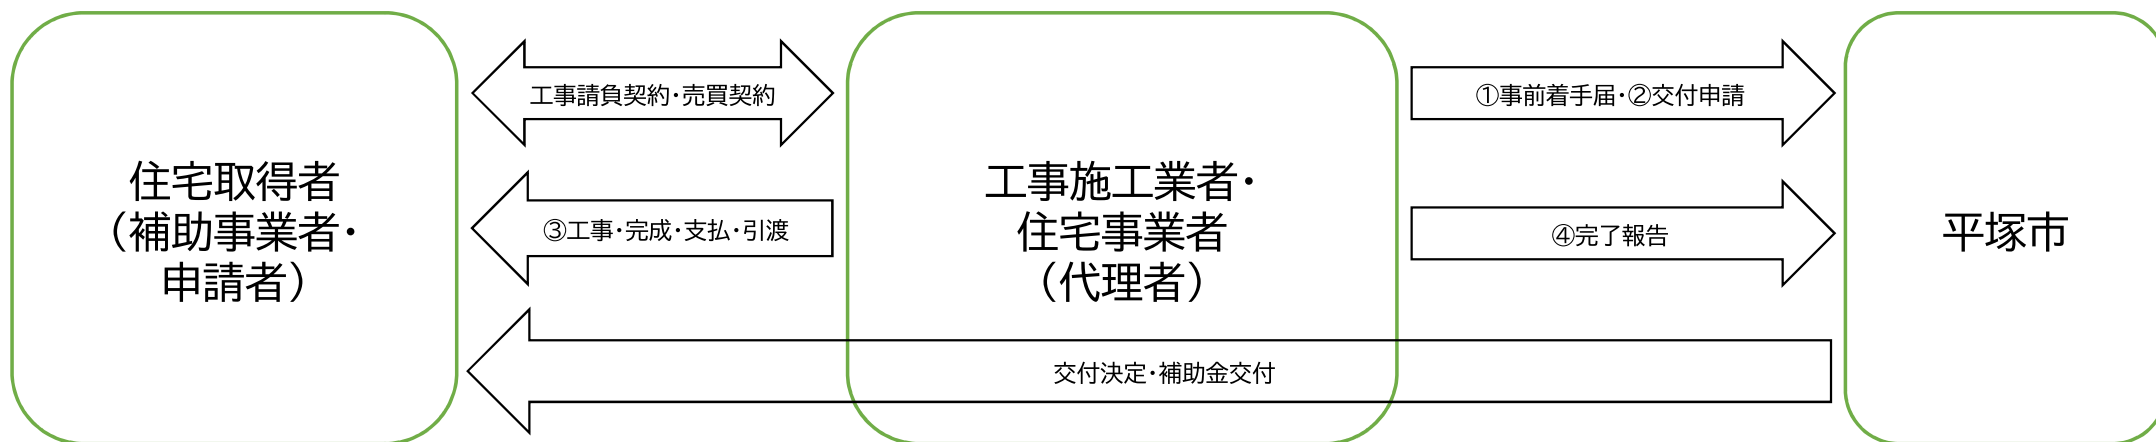 工事請負契約・売買契約
①事前着手届・②交付申請
住宅取得者
（補助事業者・
申請者）
工事施工業者・
住宅事業者
（代理者）
平塚市
③工事・完成・支払・引渡
④完了報告
交付決定・補助金交付